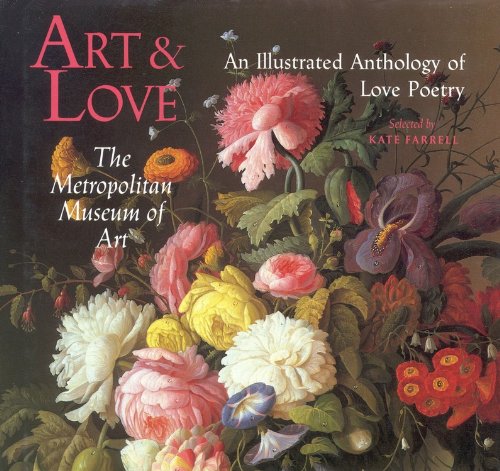 ART &
LOVE
An Illustrated Anthology of
Love Poetry
Selected by
KATE FARRELL
The
Metropolitan
Museum of
Art